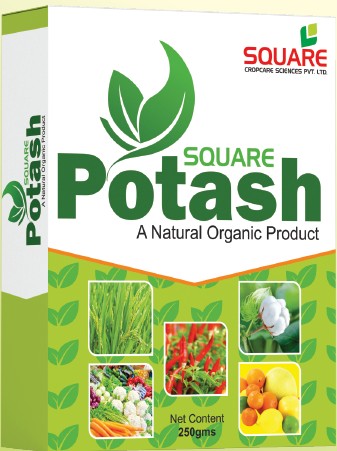 SQUARE
CROPCARE SCIENCES PVT. LTD.
SQUARE
Potash
A Natural Organic Product
SQUARE
Potash
A Natural Organic Product
Net Content
250gms